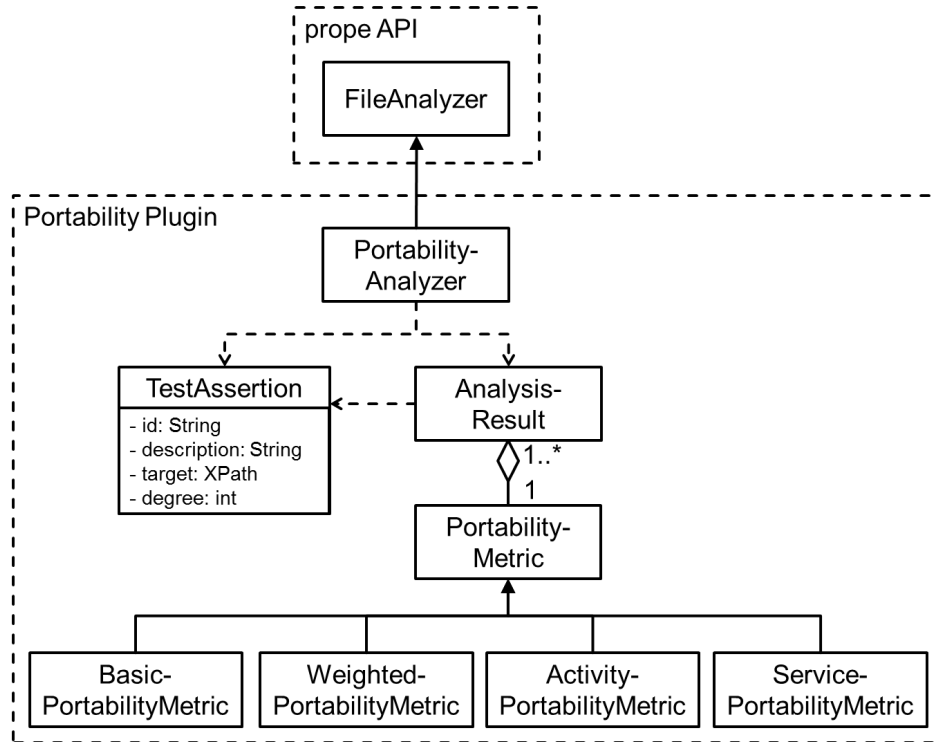 prope API
FileAnalyzer
Portability Plugin
Portability-
Analyzer
TestAssertion
- id: String
- description: String
- target: XPath
- degree: int
Analysis-
Result
1..*
1
Portability-
Metric
Basic-
PortabilityMetric
Weighted-
PortabilityMetric
Activity-
PortabilityMetric
Service-
PortabilityMetric